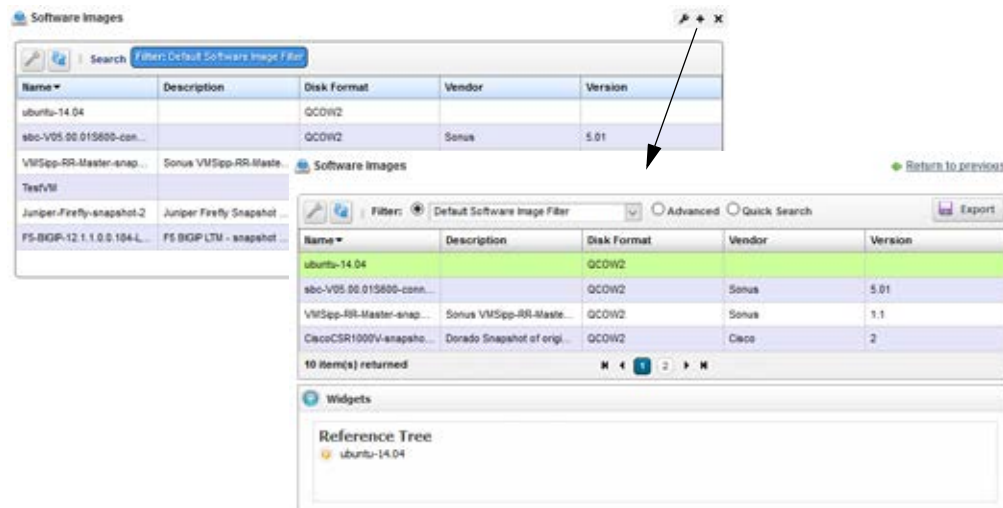 Software Images
Search Filter: Default Software Image Filter
Name Description Disk Format Vendor Version
ubuntu-14.04 QCOW2
sbc-V05.00.01S600-con... QCOW2 Sonus 5.01
VMSipp-RR-Master-snap... Sonus VMSipp-RR-Maste...
TestVM
Juniper-Firefly-snapshot-2 Juniper Firefly Snapshot ...
F5-BIGIP-12.1.1.0.0.184-L... F5 BIGIP LTM - snapshot ...
Software Images Return to previous
Filter: Default Software Image Filter Advanced Quick Search Export
Name Description Disk Format Vendor Version
ubuntu-14.04 QCOW2
sbc-V05.00.01S600-conn... QCOW2 Sonus 5.01
VMSipp-RR-Master-snap... Sonus VMSipp-RR-Maste... QCOW2 Sonus 1.1
CiscoCSR1000V-snapsho... Dorado Snapshot of origi... QCOW2 Cisco 2
10 item(s) returned 1 2
Widgets
Reference Tree
ubuntu-14.04